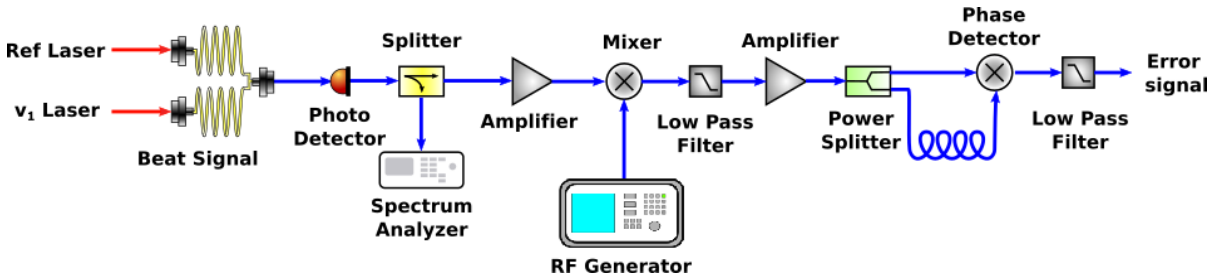 Ref Laser
v₁ Laser
Beat Signal
Photo
Detector
Splitter
Spectrum
Analyzer
Amplifier
Mixer
RF Generator
Low Pass
Filter
Amplifier
Power
Splitter
Phase
Detector
Low Pass
Filter
Error
signal